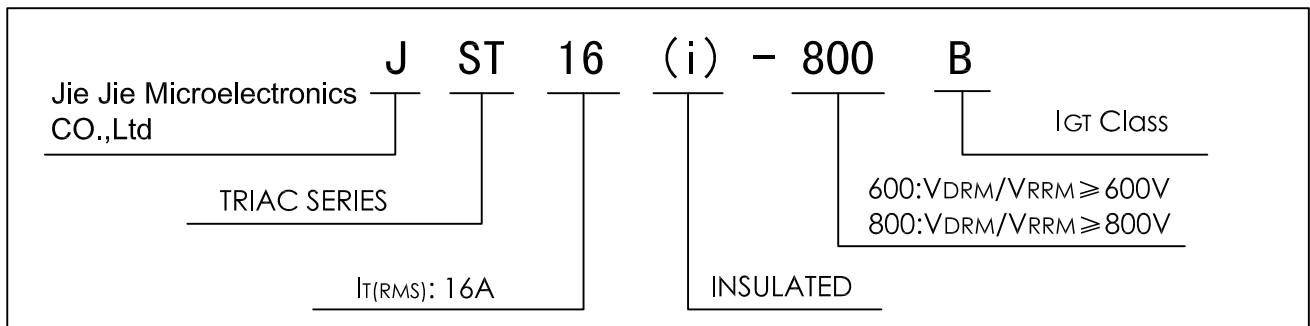 J ST 16 (i) - 800 B
Jie Jie Microelectronics
CO.,Ltd
IGT Class
TRIAC SERIES
600:VDRM/VRRM≥600V
800:VDRM/VRRM≥800V
IT(RMS): 16A
INSULATED